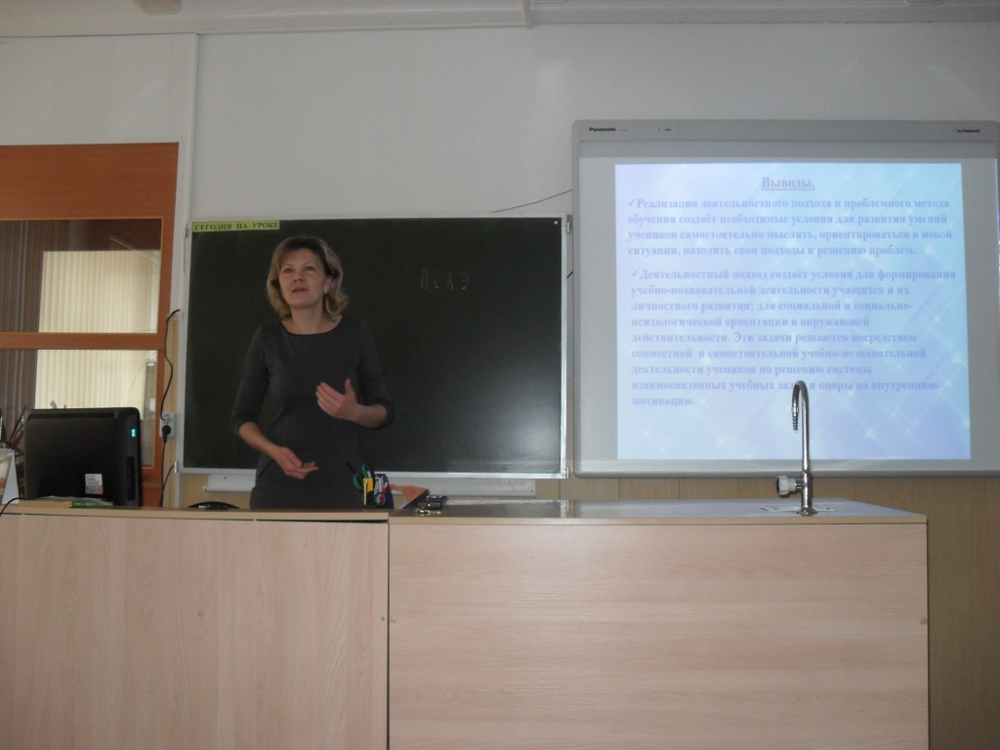 Panasonic
СЕГОДНЯ НА УРОКЕ
Выводы.
✓Реализация деятельностного подхода и проблемного метода
обучения создаёт необходимые условия для развития умений
учеников самостоятельно мыслить, ориентироваться в новой
ситуации, находить свои подходы к решению проблем.
✓Деятельностный подход создаёт условия для формирования
учебно-познавательной деятельности учащихся и их
личностного развития; для социальной и социально-
психологической ориентации в окружающей
действительности. Эти задачи решаются посредством
совместной и самостоятельной учебно-познавательной
деятельности учеников по решению системы
взаимосвязанных учебных и опоры на внутреннюю
мотивацию.